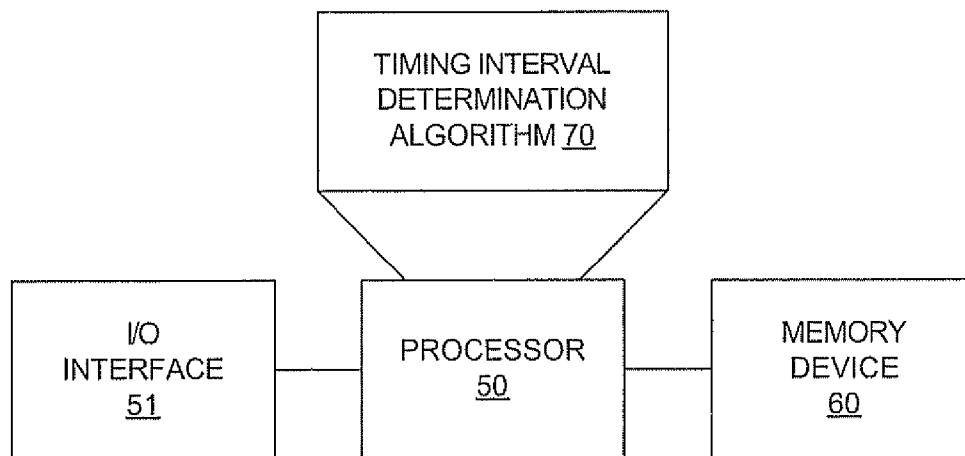 TIMING INTERVAL
DETERMINATION
ALGORITHM 70
I/O
INTERFACE
51
PROCESSOR
50
MEMORY
DEVICE
60